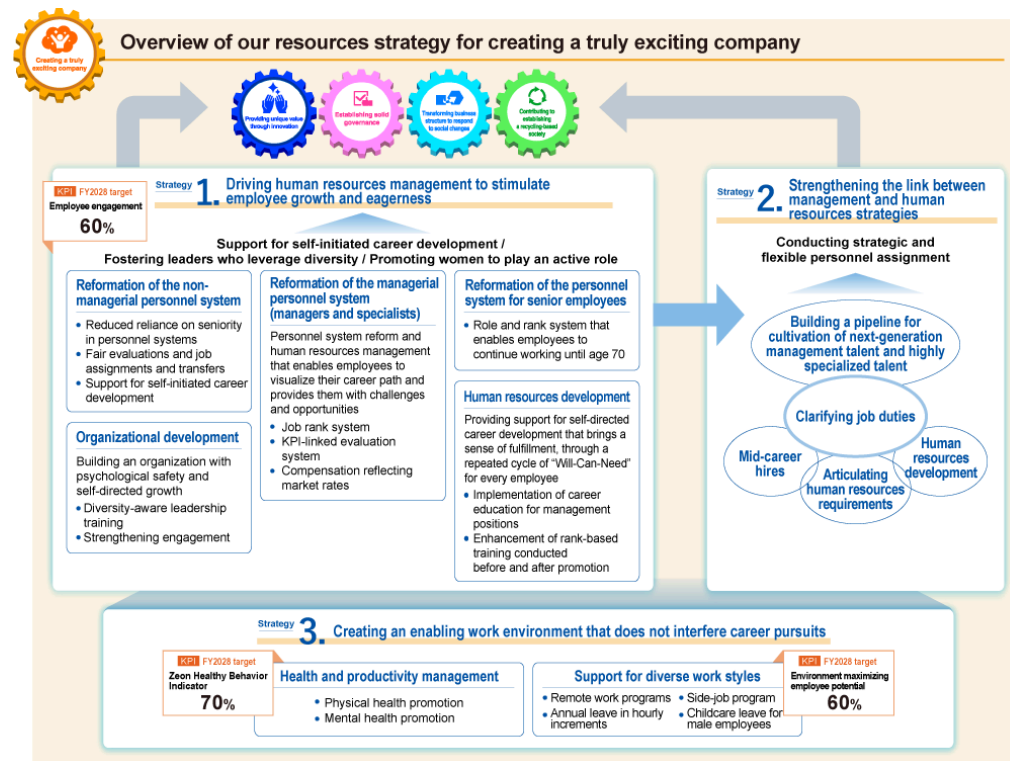 Creating a truly
exciting company
Overview of our resources strategy for creating a truly exciting company
Providing unique value
through innovation
Establishing solid
governance
Transforming business
structure to respond
to social changes
Contributing to
establishing
a recycling-based
society
KPI FY2028 target
Employee engagement
60%
Strategy 1. Driving human resources management to stimulate
employee growth and eagerness
Support for self-initiated career development /
Fostering leaders who leverage diversity / Promoting women to play an active role
Reformation of the non-
managerial personnel system
• Reduced reliance on seniority
in personnel systems
• Fair evaluations and job
assignments and transfers
• Support for self-initiated career
development
Organizational development
Building an organization with
psychological safety and
self-directed growth
• Diversity-aware leadership
training
• Strengthening engagement
Reformation of the managerial
personnel system
(managers and specialists)
Personnel system reform and
human resources management
that enables employees to
visualize their career path and
provides them with challenges
and opportunities
• Job rank system
• KPI-linked evaluation
system
• Compensation reflecting
market rates
Reformation of the personnel
system for senior employees
• Role and rank system that
enables employees to
continue working until age 70
Human resources development
Providing support for self-directed
career development that brings a
sense of fulfillment, through a
repeated cycle of “Will-Can-Need”
for every employee
• Implementation of career
education for management
positions
• Enhancement of rank-based
training conducted
before and after promotion
Strategy 2. Strengthening the link between
management and human
resources strategies
Conducting strategic and
flexible personnel assignment
Building a pipeline for
cultivation of next-generation
management talent and highly
specialized talent
Clarifying job duties
Mid-career
hires
Articulating
human resources
requirements
Human
resources
development
Strategy 3. Creating an enabling work environment that does not interfere career pursuits
KPI FY2028 target
Zeon Healthy Behavior
Indicator
70%
Health and productivity management
• Physical health promotion
• Mental health promotion
Support for diverse work styles
• Remote work programs
• Annual leave in hourly
increments
• Side-job program
• Childcare leave for
male employees
KPI FY2028 target
Environment maximizing
employee potential
60%